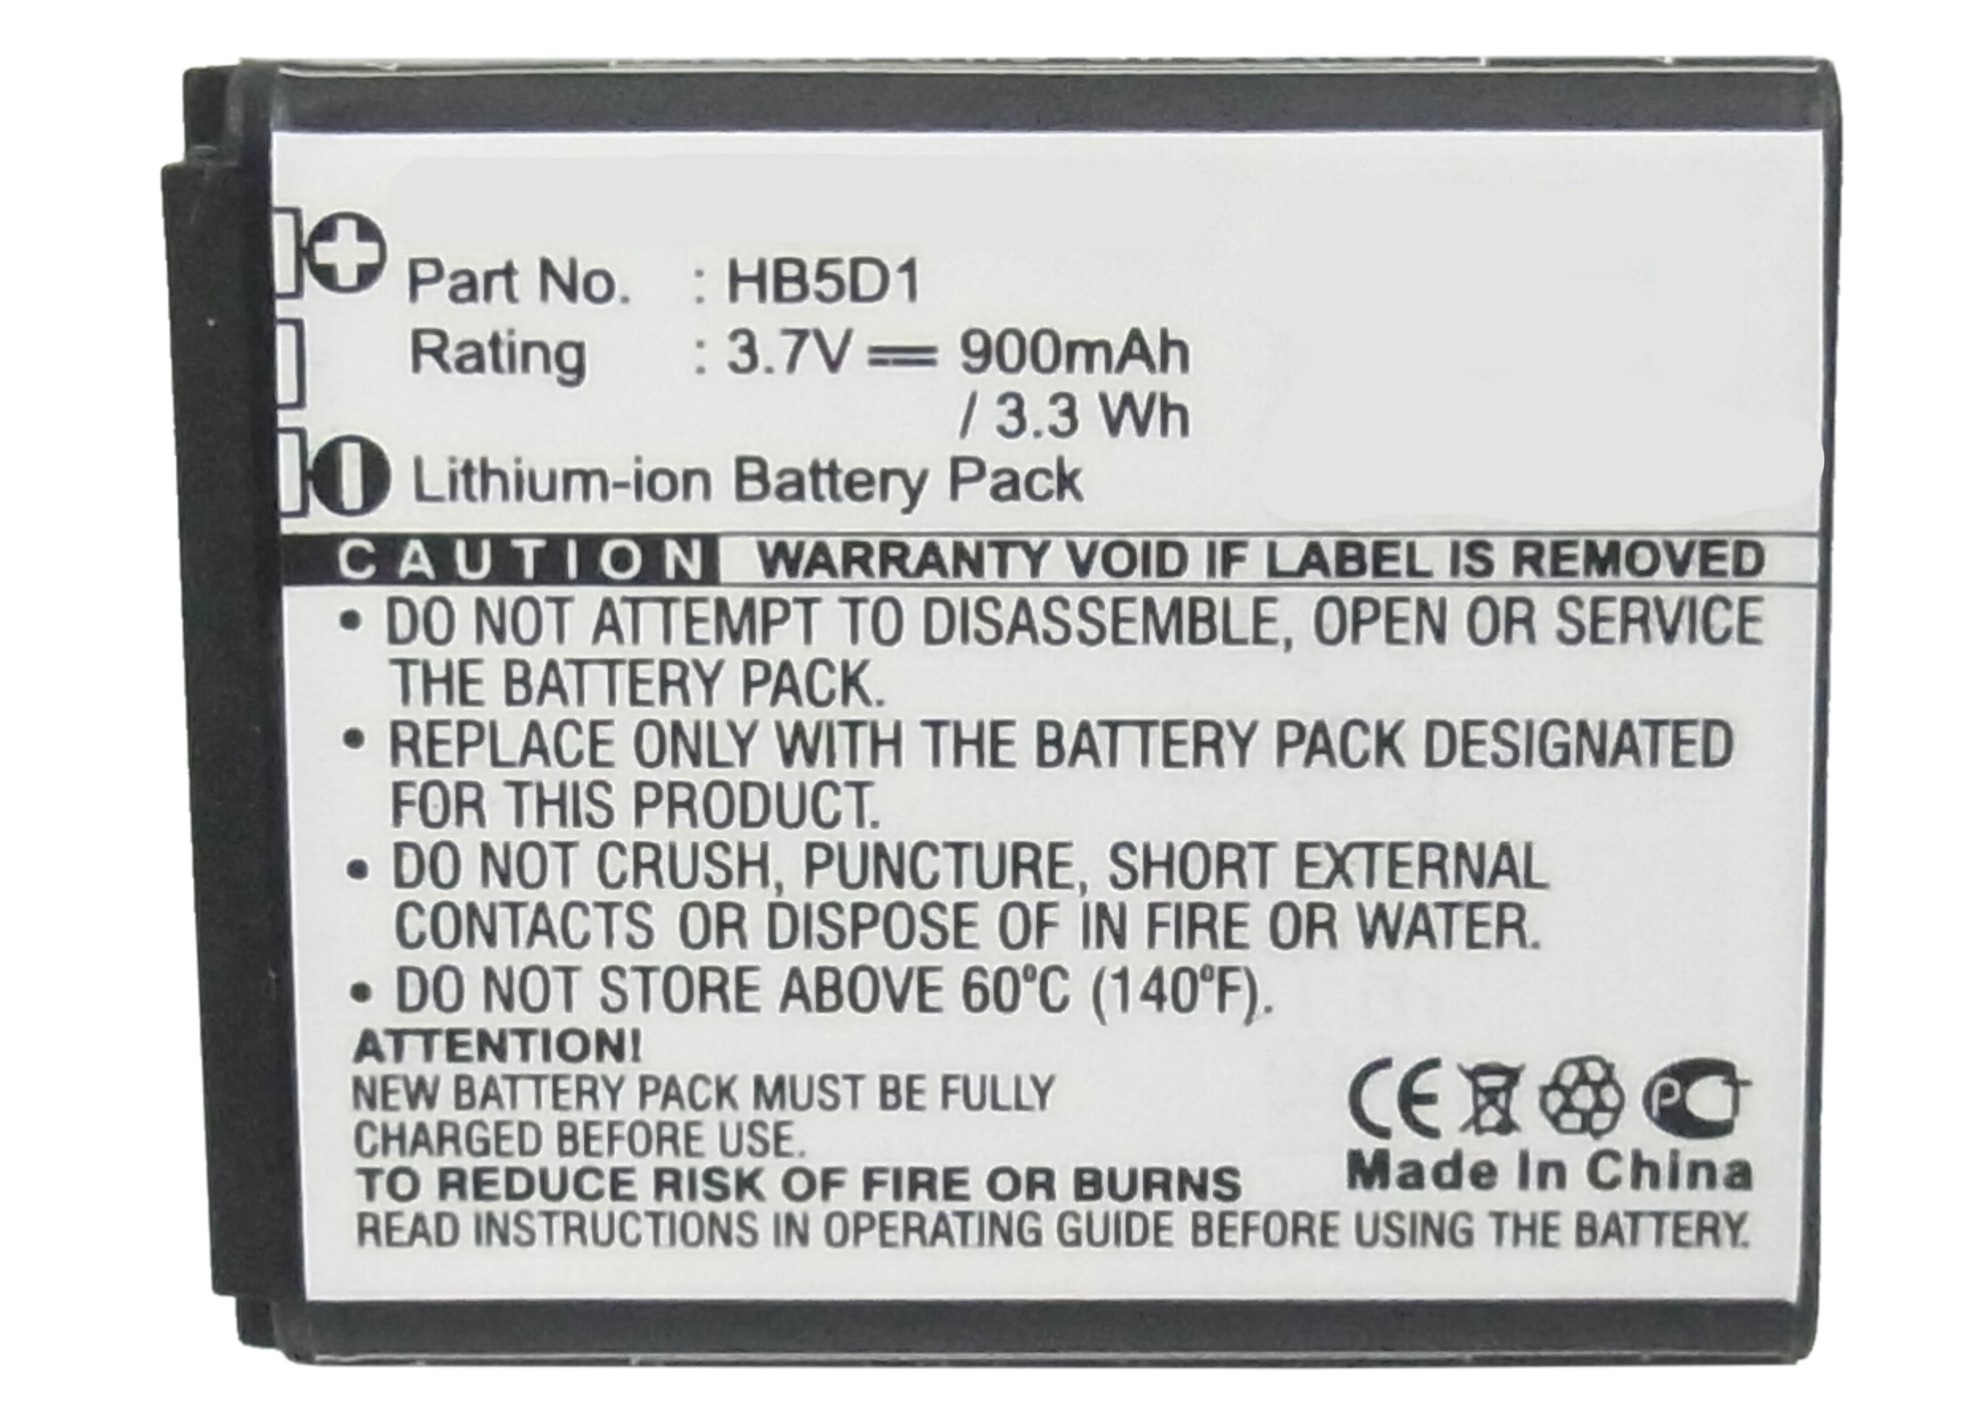 Part No. : HB5D1
Rating : 3.7V 900mAh
/ 3.3 Wh
Lithium-ion Battery Pack
CAUTION WARRANTY VOID IF LABEL IS REMOVED
• DO NOT ATTEMPT TO DISASSEMBLE, OPEN OR SERVICE
THE BATTERY PACK.
• REPLACE ONLY WITH THE BATTERY PACK DESIGNATED
FOR THIS PRODUCT.
• DO NOT CRUSH, PUNCTURE, SHORT EXTERNAL
CONTACTS OR DISPOSE OF IN FIRE OR WATER.
• DO NOT STORE ABOVE 60°C (140°F).
ATTENTION!
NEW BATTERY PACK MUST BE FULLY
CHARGED BEFORE USE.
CE
Made In China
TO REDUCE RISK OF FIRE OR BURNS
READ INSTRUCTIONS IN OPERATING GUIDE BEFORE USING THE BATTERY.